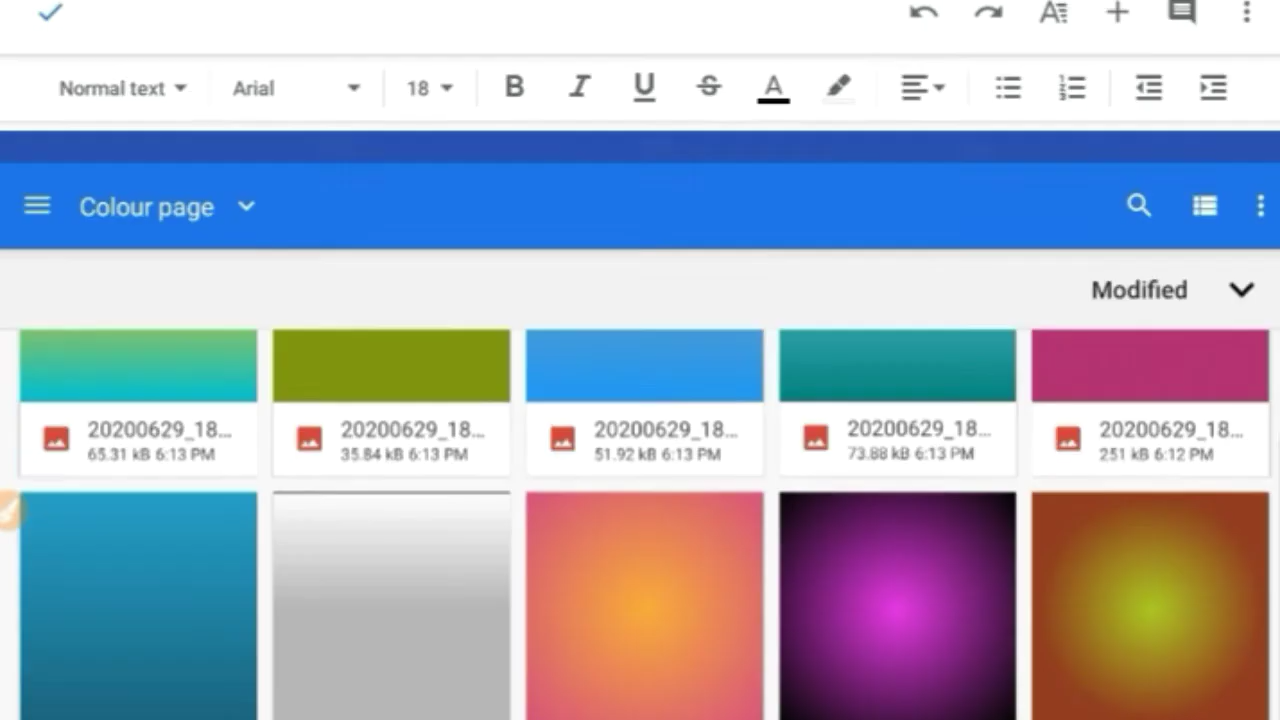 Normal text Arial 18 B I U S A
Colour page
Modified
20200629_18... 20200629_18... 20200629_18... 20200629_18... 20200629_18...
65.31 kB 6:13 PM 35.84 kB 6:13 PM 51.92 kB 6:13 PM 73.88 kB 6:13 PM 251 kB 6:12 PM